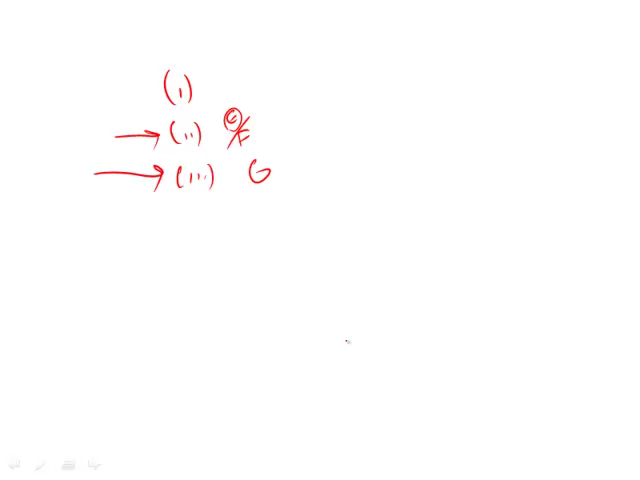 (i)
→ (ii) G/F
→ (iii) G